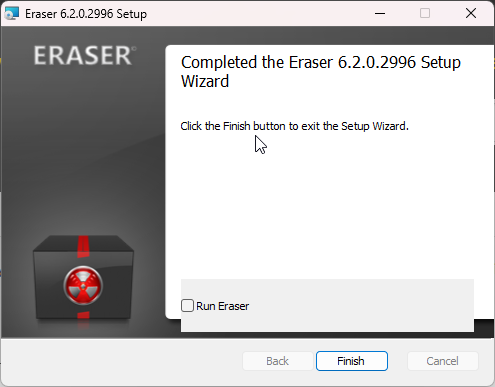 Eraser 6.2.0.2996 Setup
ERASER©
Completed the Eraser 6.2.0.2996 Setup
Wizard
Click the Finish button to exit the Setup Wizard.
Run Eraser
Back
Finish
Cancel